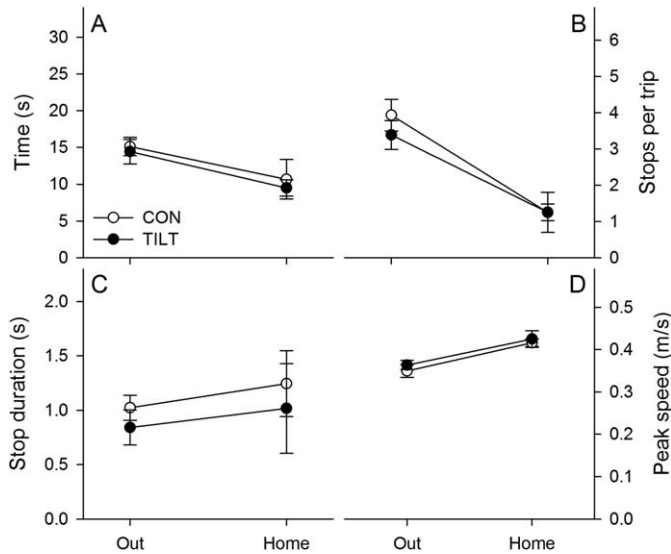 A
B
30
25
20
15
10
5
0
Time (s)
CON
TILT
6
5
4
3
2
1
0
Stops per trip
C
D
2.0
1.5
1.0
0.5
0.0
Stop duration (s)
0.5
0.4
0.3
0.2
0.1
0.0
Peak speed (m/s)
Out
Home
Out
Home